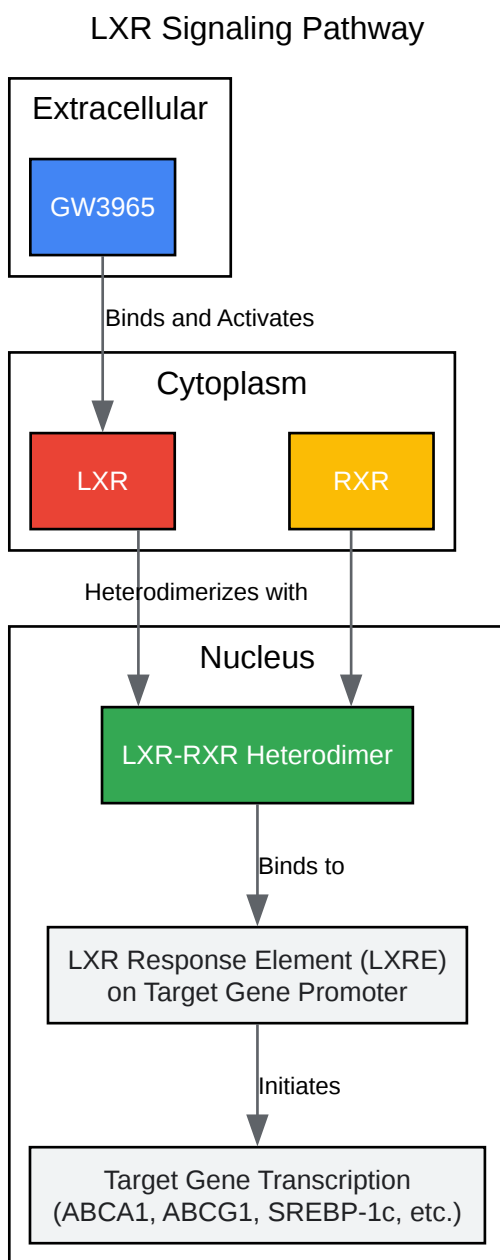 LXR Signaling Pathway
Extracellular
GW3965
Binds and Activates
Cytoplasm
LXR
RXR
Heterodimerizes with
Nucleus
LXR-RXR Heterodimer
Binds to
LXR Response Element (LXRE)
on Target Gene Promoter
Initiates
Target Gene Transcription
(ABCA1, ABCG1, SREBP-1c, etc.)